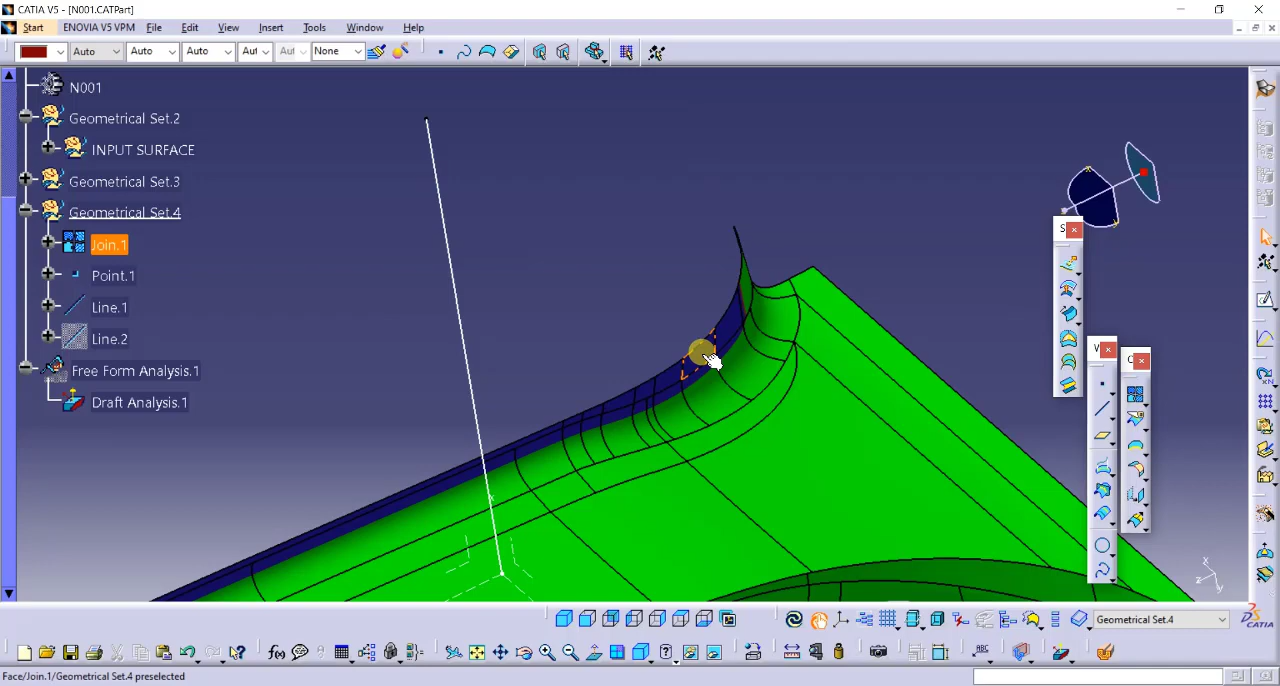 CATIA V5 - [N001.CATPart]
Start ENOVIA V5 VPM File Edit View Insert Tools Window Help
Auto Auto Auto Aut Aut None
N001
Geometrical Set.2
INPUT SURFACE
Geometrical Set.3
Geometrical Set.4
Join.1
Point.1
Line.1
Line.2
Free Form Analysis.1
Draft Analysis.1
S
Geometrical Set.4
CATIA
f(x)
ABC
Face/Join.1/Geometrical Set.4 preselected